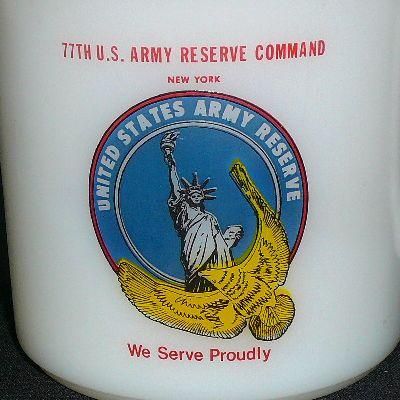 77TH U.S. ARMY RESERVE COMMAND
NEW YORK
UNITED STATES ARMY RESERVE
We Serve Proudly